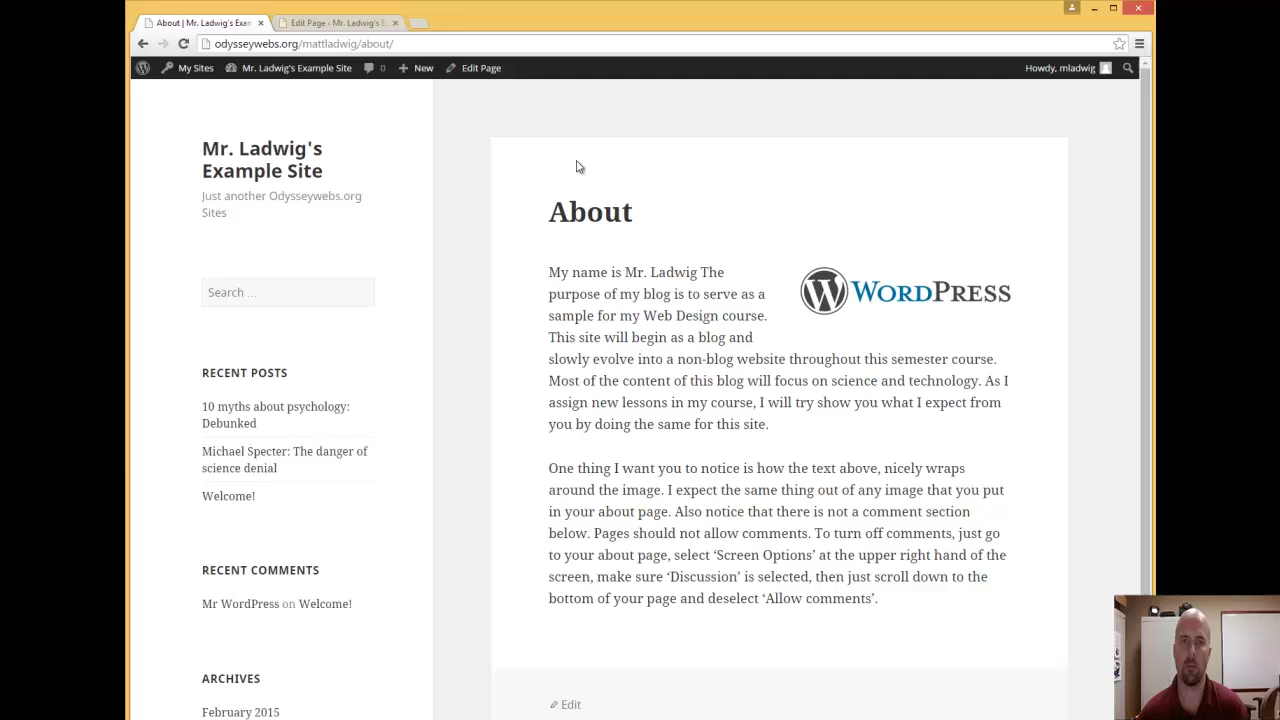 About | Mr. Ladwig's Exan
Edit Page ‹ Mr. Ladwig's E
odysseywebs.org/mattladwig/about/
My Sites
Mr. Ladwig's Example Site
0
New
Edit Page
Howdy, mladwig
Mr. Ladwig's
Example Site
Just another Odysseywebs.org
Sites
Search …
RECENT POSTS
10 myths about psychology:
Debunked
Michael Specter: The danger of
science denial
Welcome!
RECENT COMMENTS
Mr WordPress on Welcome!
ARCHIVES
February 2015
About
WORDPRESS
My name is Mr. Ladwig The
purpose of my blog is to serve as a
sample for my Web Design course.
This site will begin as a blog and
slowly evolve into a non-blog website throughout this semester course.
Most of the content of this blog will focus on science and technology. As I
assign new lessons in my course, I will try show you what I expect from
you by doing the same for this site.
One thing I want you to notice is how the text above, nicely wraps
around the image. I expect the same thing out of any image that you put
in your about page. Also notice that there is not a comment section
below. Pages should not allow comments. To turn off comments, just go
to your about page, select ‘Screen Options’ at the upper right hand of the
screen, make sure ‘Discussion’ is selected, then just scroll down to the
bottom of your page and deselect ‘Allow comments’.
Edit